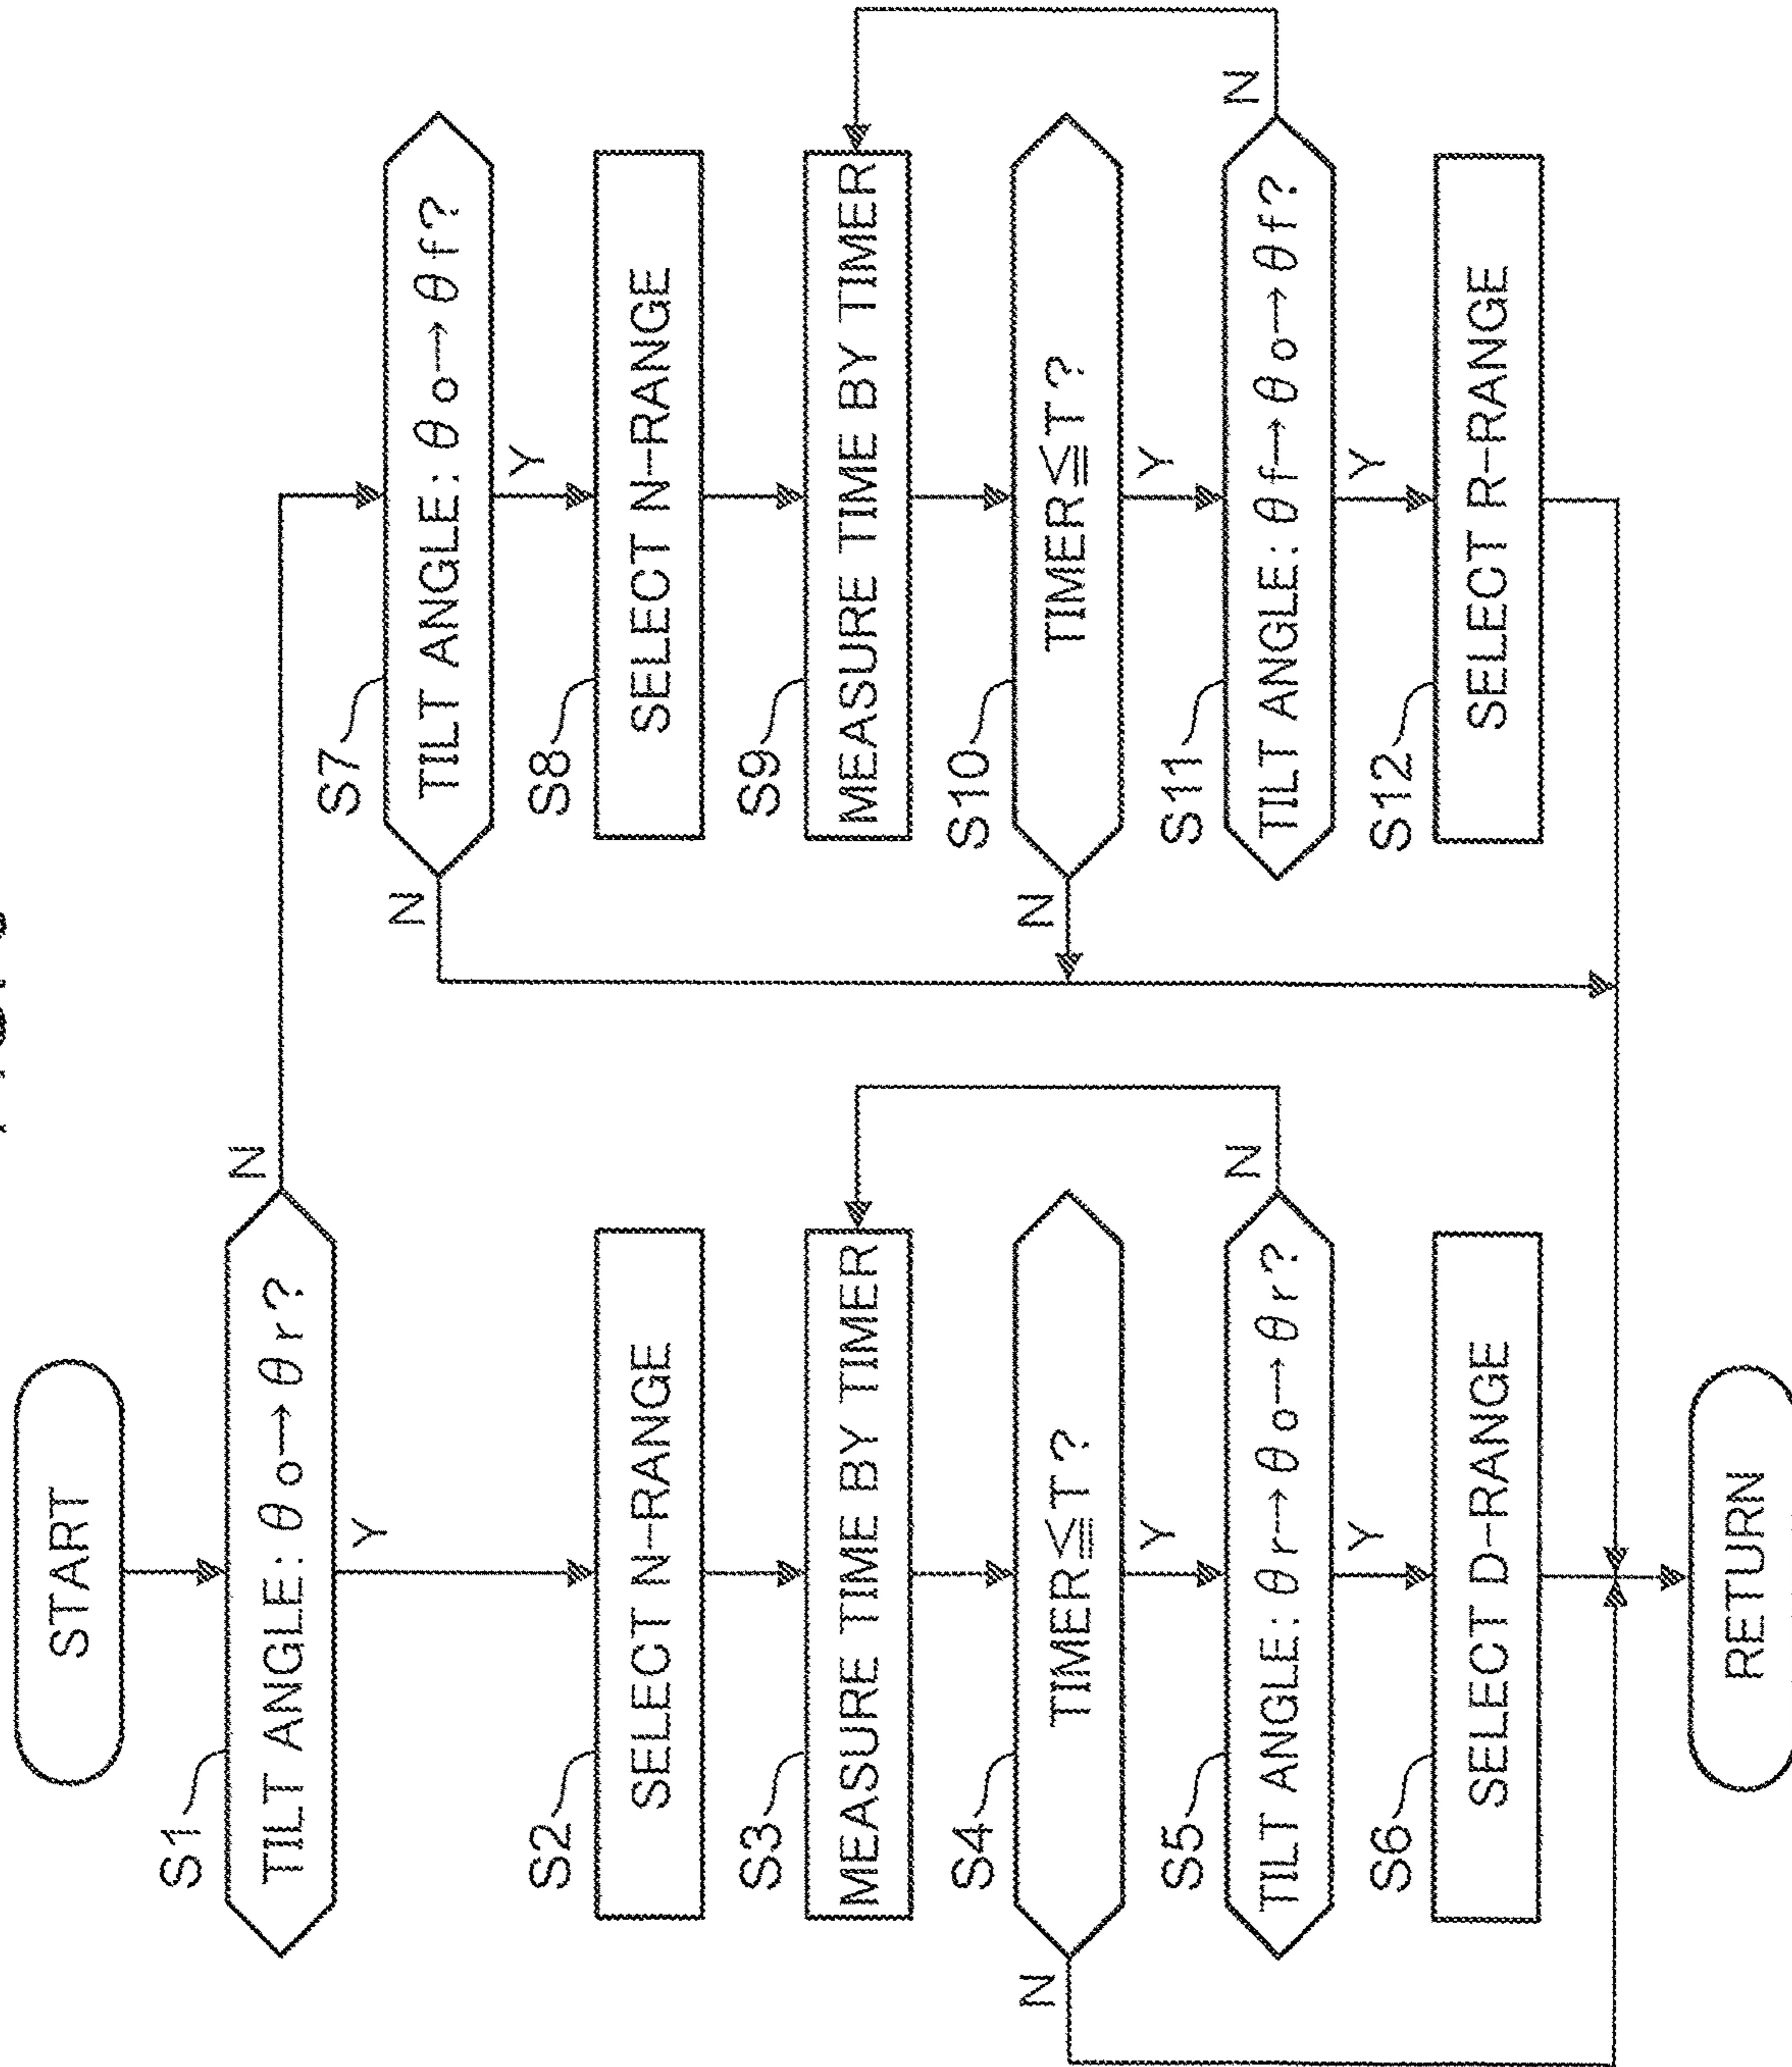 START
S1
TILT ANGLE: θo→θr?
N
Y
S2
SELECT N-RANGE
S3
MEASURE TIME BY TIMER
S4
TIMER≦T?
N
Y
S5
TILT ANGLE: θr→θo→θr?
N
Y
S6
SELECT D-RANGE
RETURN
S7
TILT ANGLE: θo→θf?
N
Y
S8
SELECT N-RANGE
S9
MEASURE TIME BY TIMER
S10
TIMER≦T?
N
Y
S11
TILT ANGLE: θf→θo→θf?
N
Y
S12
SELECT R-RANGE